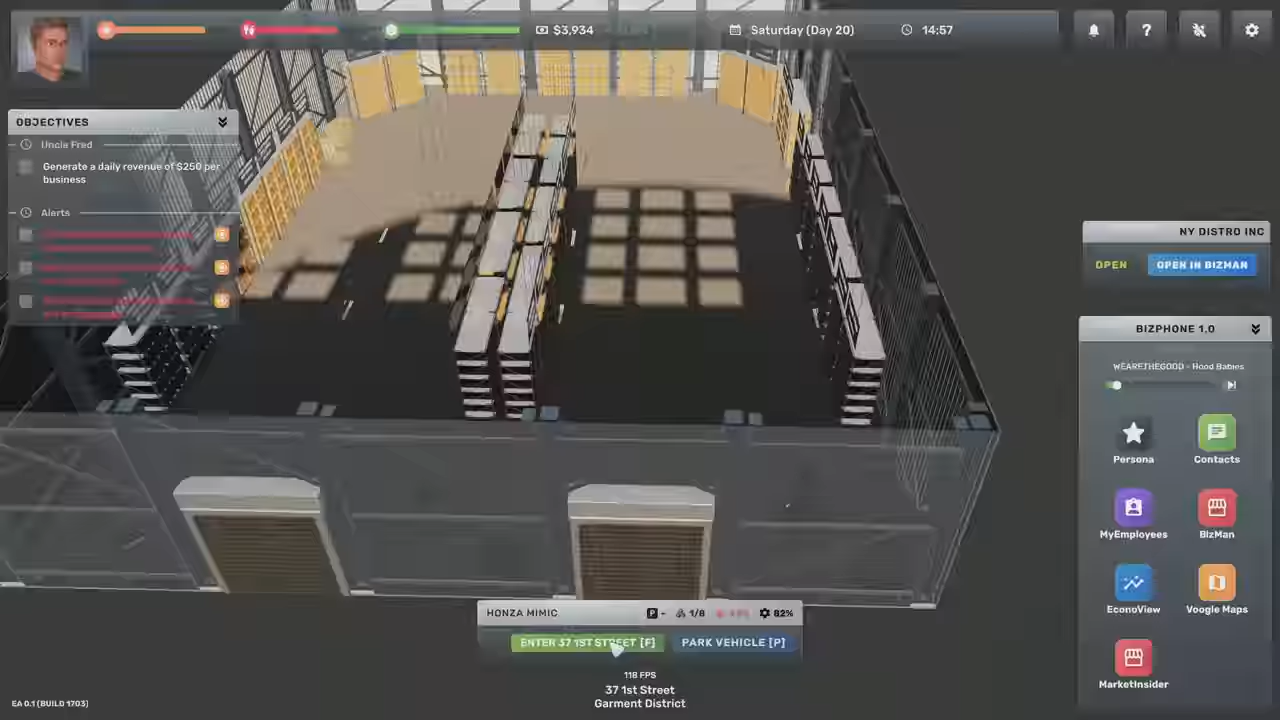 $3,934
Saturday (Day 20)
14:57
?
OBJECTIVES
Uncle Fred
Generate a daily revenue of $250 per
business
Alerts
NY DISTRO INC
OPEN
OPEN IN BIZMAN
BIZPHONE 1.0
WEARETHEGOOD - Hood Babies
Persona
Contacts
MyEmployees
BizMan
EconoView
Voogle Maps
MarketInsider
HONZA MIMIC
P -
1/8
82%
ENTER 37 1ST STREET [F]
PARK VEHICLE [P]
118 FPS
37 1st Street
Garment District
EA 0.1 (BUILD 1703)